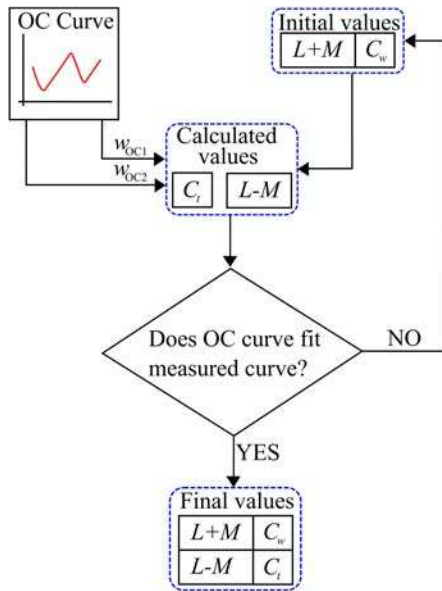 OC Curve
Initial values
L+M C_w
w_OC1
w_OC2
Calculated
values
C_t L-M
Does OC curve fit
measured curve?
NO
YES
Final values
L+M C_w
L-M C_t